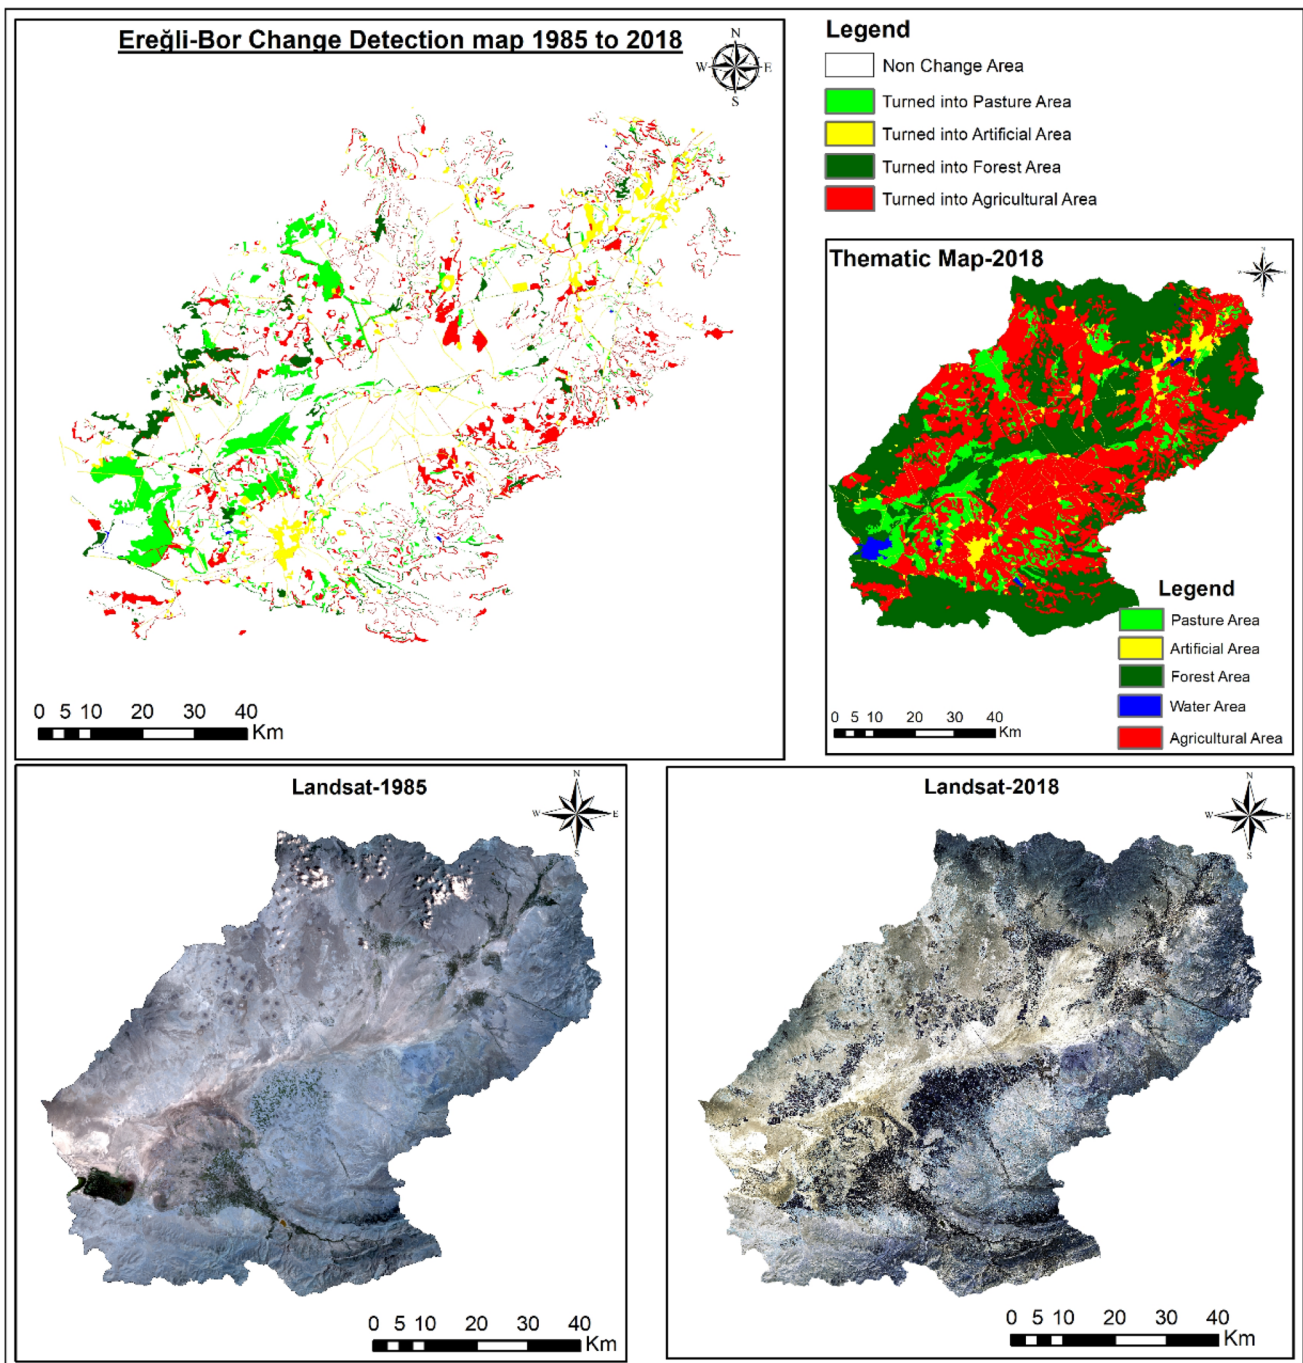 Ereğli-Bor Change Detection map 1985 to 2018
N
W E
S
0 5 10 20 30 40
Km
Legend
Non Change Area
Turned into Pasture Area
Turned into Artificial Area
Turned into Forest Area
Turned into Agricultural Area
Thematic Map-2018
Legend
Pasture Area
Artificial Area
Forest Area
Water Area
Agricultural Area
0 5 10 20 30 40
Km
Landsat-1985
N
W E
S
0 5 10 20 30 40
Km
Landsat-2018
N
W E
S
0 5 10 20 30 40
Km